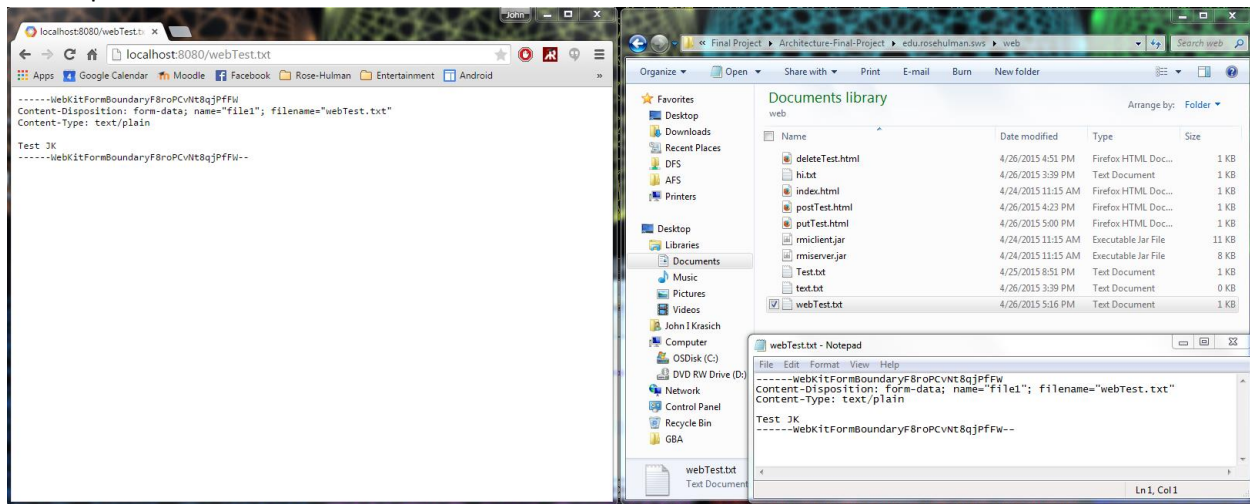 John
localhost:8080/webTest.tx
localhost:8080/webTest.txt
Apps Google Calendar Moodle Facebook Rose-Hulman Entertainment Android »
------WebKitFormBoundaryF8roPCvNt8qjPfFW
Content-Disposition: form-data; name="file1"; filename="webTest.txt"
Content-Type: text/plain
Test JK
------WebKitFormBoundaryF8roPCvNt8qjPfFW--
« Final Project Architecture-Final-Project edu.rosehulman.sws web Search web
Organize Open Share with Print E-mail Burn New folder
Favorites
Desktop
Downloads
Recent Places
DFS
AFS
Printers
Desktop
Libraries
Documents
Music
Pictures
Videos
John I Krasich
Computer
OSDisk (C:)
DVD RW Drive (D:)
Network
Control Panel
Recycle Bin
GBA
Documents library
web
Arrange by: Folder
Name Date modified Type Size
deleteTest.html 4/26/2015 4:51 PM Firefox HTML Doc... 1 KB
hi.txt 4/26/2015 3:39 PM Text Document 1 KB
index.html 4/24/2015 11:15 AM Firefox HTML Doc... 1 KB
postTest.html 4/26/2015 4:23 PM Firefox HTML Doc... 1 KB
putTest.html 4/26/2015 5:00 PM Firefox HTML Doc... 1 KB
rmiclient.jar 4/24/2015 11:15 AM Executable Jar File 11 KB
rmiserver.jar 4/24/2015 11:15 AM Executable Jar File 8 KB
Test.txt 4/25/2015 8:51 PM Text Document 1 KB
text.txt 4/26/2015 3:39 PM Text Document 0 KB
webTest.txt 4/26/2015 5:16 PM Text Document 1 KB
webTest.txt - Notepad
File Edit Format View Help
------WebKitFormBoundaryF8roPCvNt8qjPfFW
Content-Disposition: form-data; name="file1"; filename="webTest.txt"
Content-Type: text/plain
Test JK
------WebKitFormBoundaryF8roPCvNt8qjPfFW--
Ln 1, Col 1
webTest.txt
Text Document